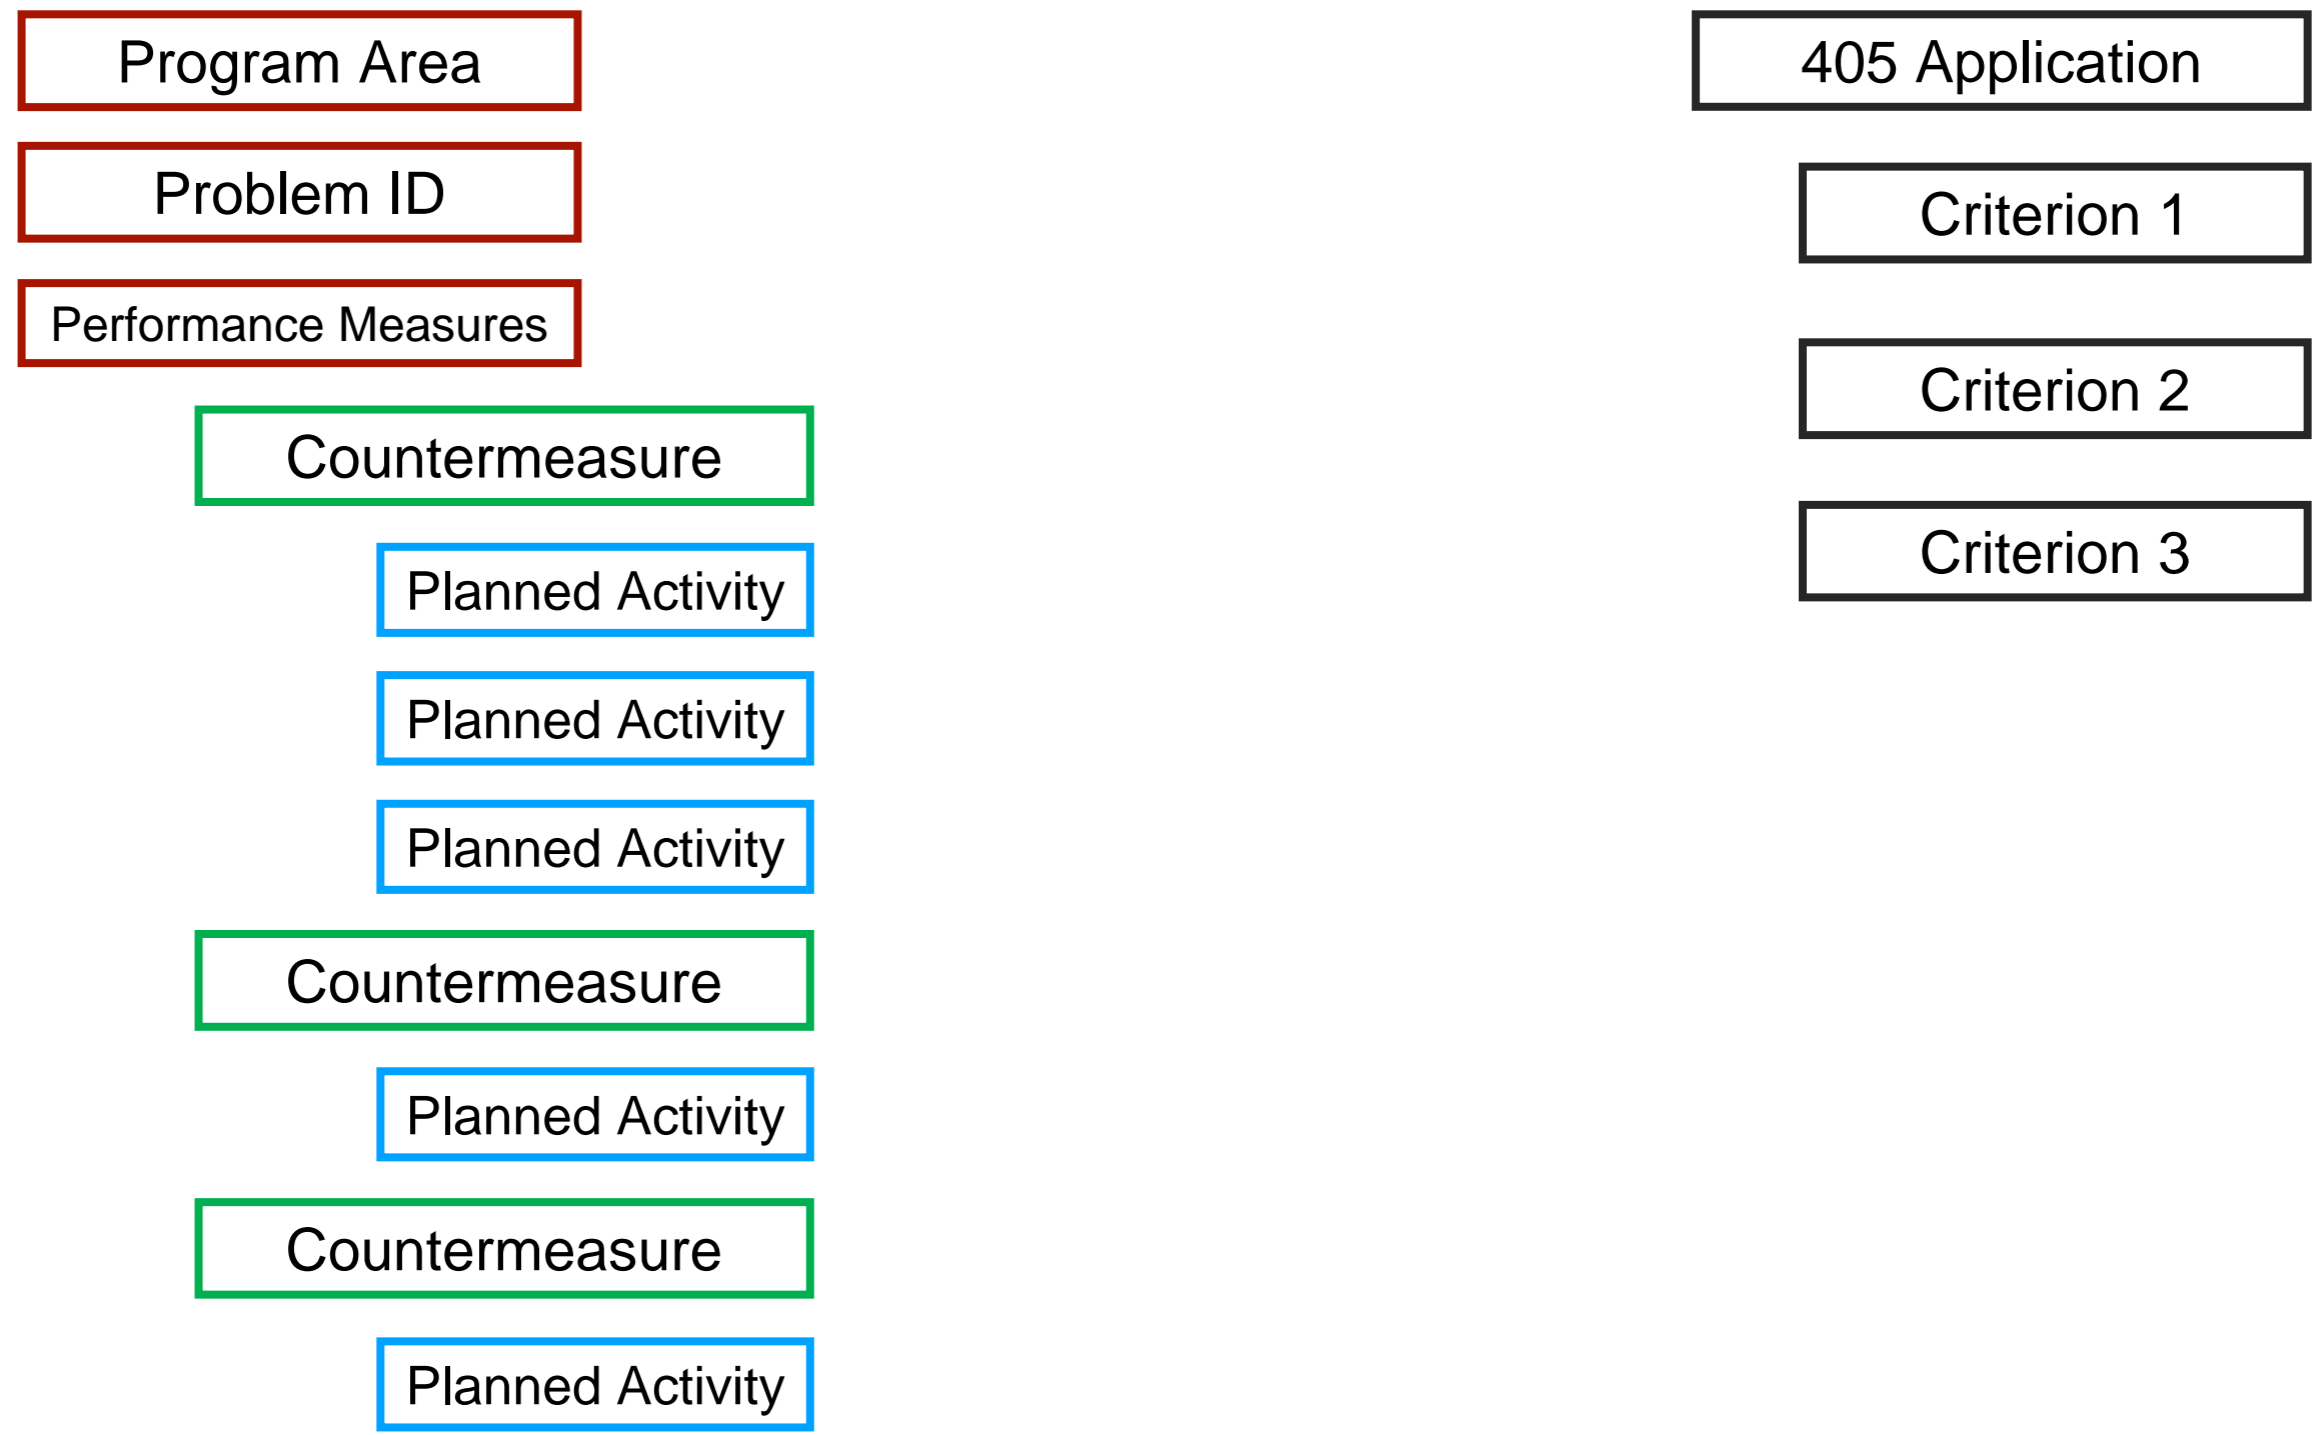 Program Area
Problem ID
Performance Measures
Countermeasure
Planned Activity
Planned Activity
Planned Activity
Countermeasure
Planned Activity
Countermeasure
Planned Activity
405 Application
Criterion 1
Criterion 2
Criterion 3